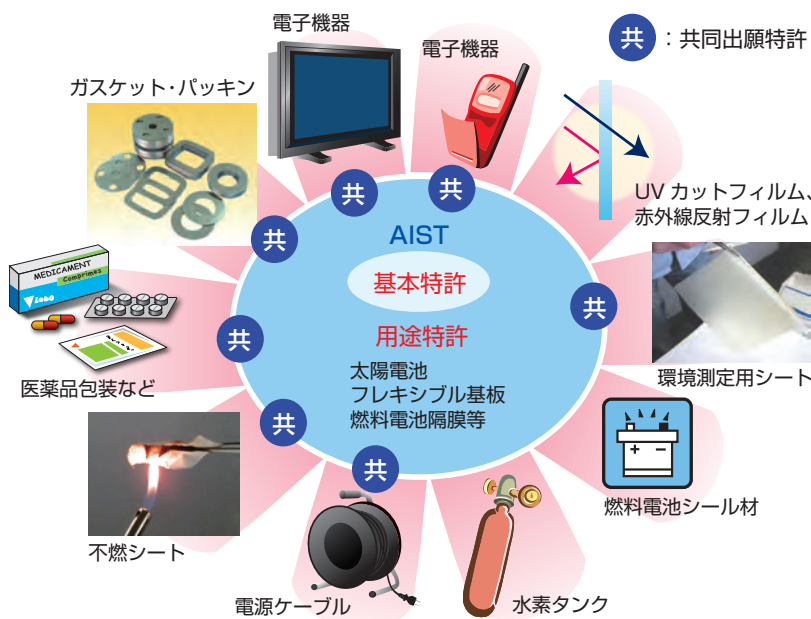 電子機器
電子機器
共
:共同出願特許
ガスケット・パッキン
UV カットフィルム、
赤外線反射フィルム
共
共
共
AIST
基本特許
用途特許
太陽電池
フレキシブル基板
燃料電池隔膜等
MEDICAMENT
Comprimes
共
共
医薬品包装など
環境測定用シート
共
共
燃料電池シール材
不燃シート
電源ケーブル
水素タンク